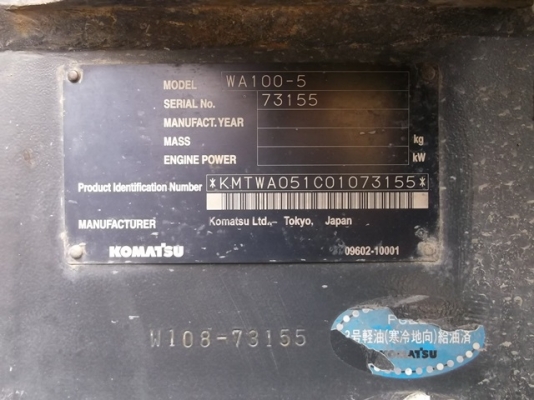 MODEL WA100-5
SERIAL No. 73155
MANUFACT. YEAR
MASS kg
ENGINE POWER kW
Product Identification Number *KMTWA051C01073155*
MANUFACTURER Komatsu Ltd., Tokyo, Japan
KOMATSU 09602-10001
W108-73155
号軽油(寒冷地向)給油済
KOMATSU